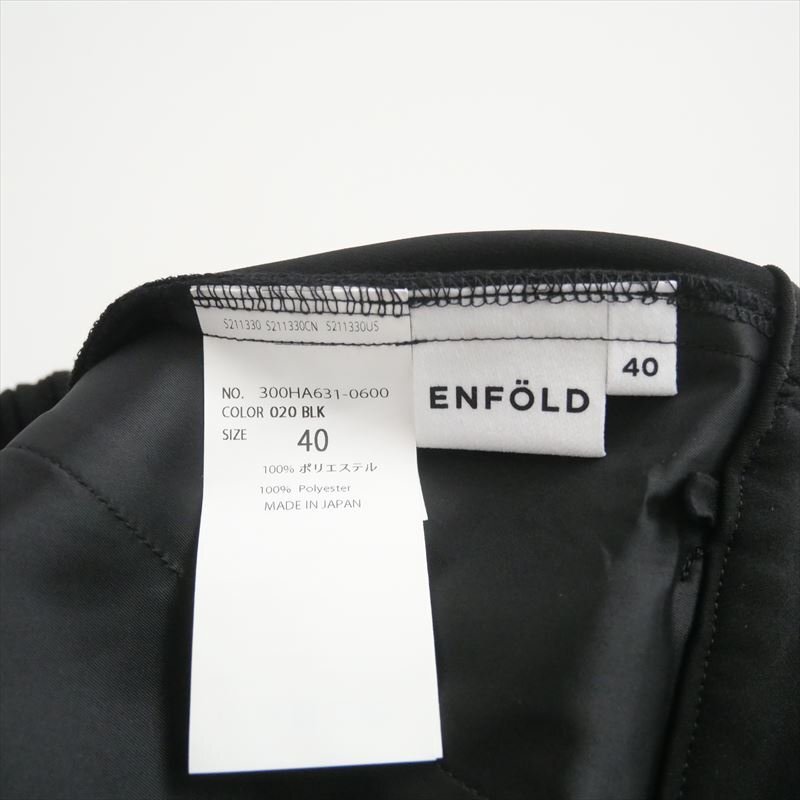 S211330 S211330CN S211330US
NO. 300HA631-0600
COLOR 020 BLK
SIZE 40
100% ポリエステル
100% Polyester
MADE IN JAPAN
ENFÖLD
40